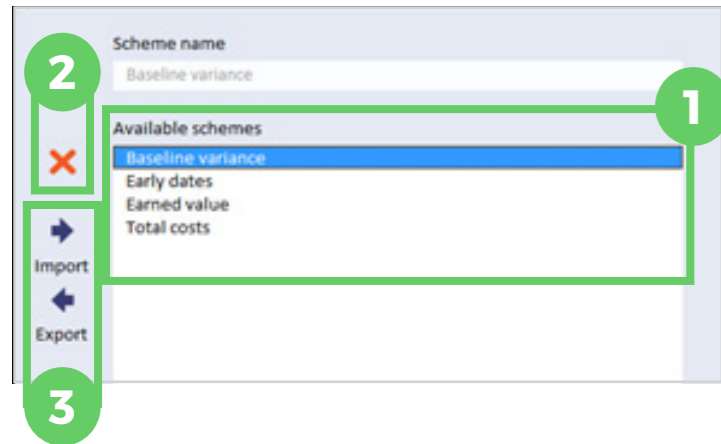 Scheme name
2
Baseline variance
1
Available schemes
Baseline variance
Early dates
Earned value
Total costs
Import
Export
3